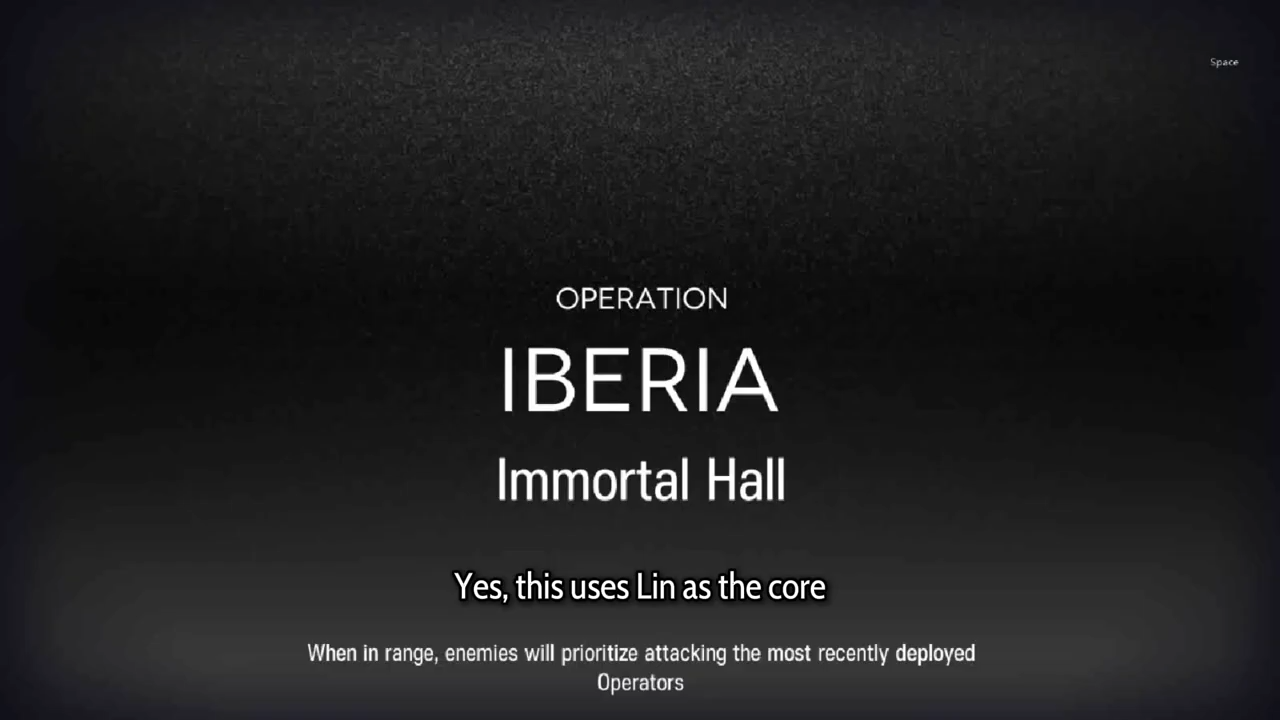 Space
OPERATION
IBERIA
Immortal Hall
Yes, this uses Lin as the core
When in range, enemies will prioritize attacking the most recently deployed
Operators